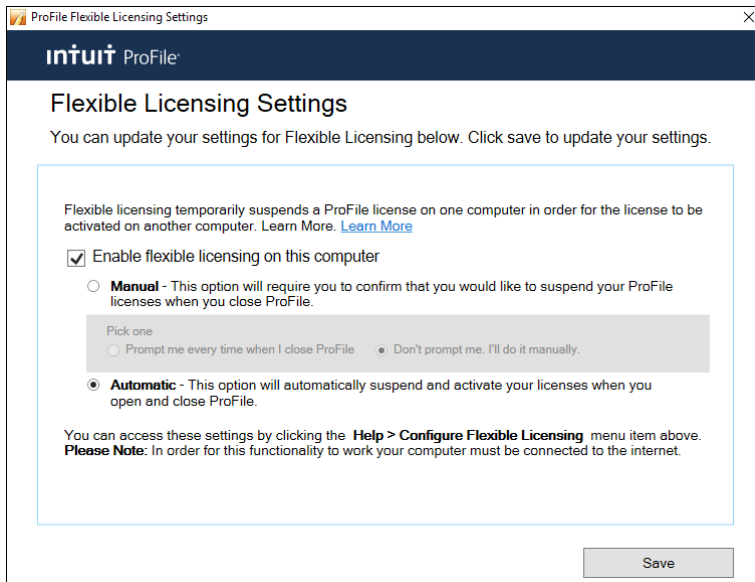 ProFile Flexible Licensing Settings
ıntuıt ProFile
Flexible Licensing Settings
You can update your settings for Flexible Licensing below. Click save to update your settings.
Flexible licensing temporarily suspends a ProFile license on one computer in order for the license to be
activated on another computer. Learn More. Learn More
Enable flexible licensing on this computer
Manual - This option will require you to confirm that you would like to suspend your ProFile
licenses when you close ProFile.
Pick one
Prompt me every time when I close ProFile Don't prompt me. I'll do it manually.
Automatic - This option will automatically suspend and activate your licenses when you
open and close ProFile.
You can access these settings by clicking the Help > Configure Flexible Licensing menu item above.
Please Note: In order for this functionality to work your computer must be connected to the internet.
Save